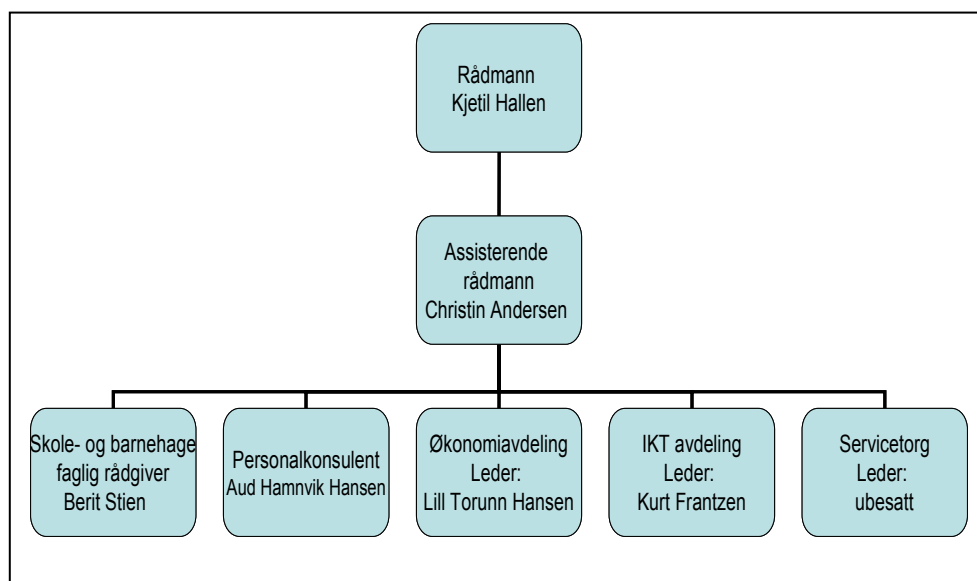 Rådmann
Kjetil Hallen
Assisterende
rådmann
Christin Andersen
Skole- og barnehage
faglig rådgiver
Berit Stien
Personalkonsulent
Aud Hamnvik Hansen
Økonomiavdeling
Leder:
Lill Torunn Hansen
IKT avdeling
Leder:
Kurt Frantzen
Servicetorg
Leder:
ubesatt